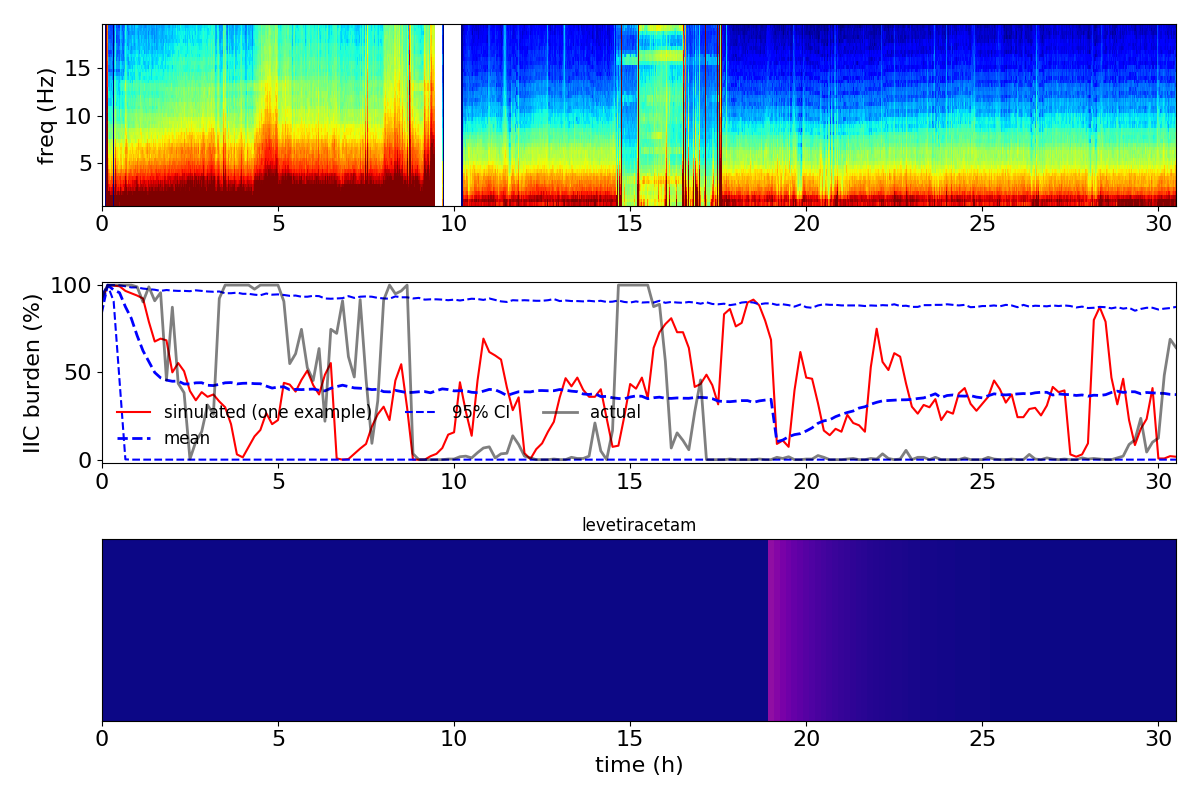 freq (Hz)
15
10
5
0 5 10 15 20 25 30
IIC burden (%)
100
50
0
simulated (one example) 95% CI actual
mean
0 5 10 15 20 25 30
levetiracetam
0 5 10 15 20 25 30
time (h)